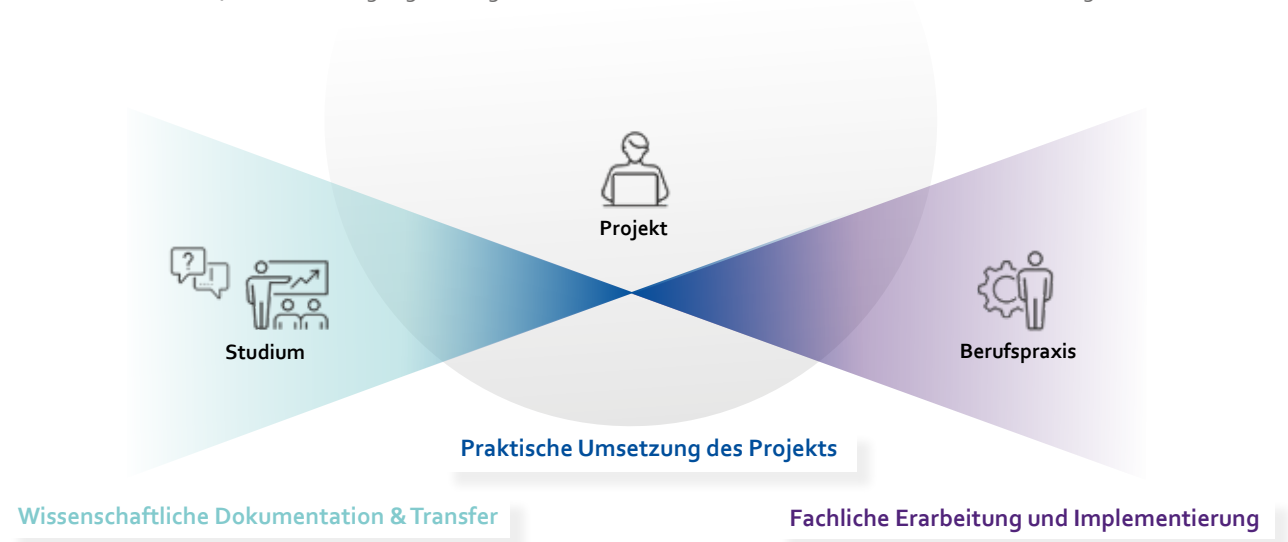 Projekt
Studium
Berufspraxis
Praktische Umsetzung des Projekts
Wissenschaftliche Dokumentation & Transfer
Fachliche Erarbeitung und Implementierung